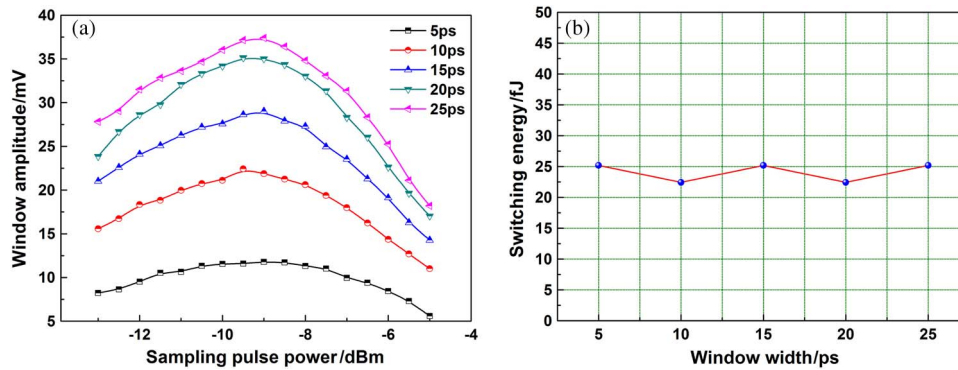 (a)
40
35
30
25
20
15
10
5
-12
-10
-8
-6
-4
Window amplitude/mV
Sampling pulse power/dBm
5ps
10ps
15ps
20ps
25ps
(b)
50
45
40
35
30
25
20
15
10
5
0
5
10
15
20
25
Switching energy/fJ
Window width/ps